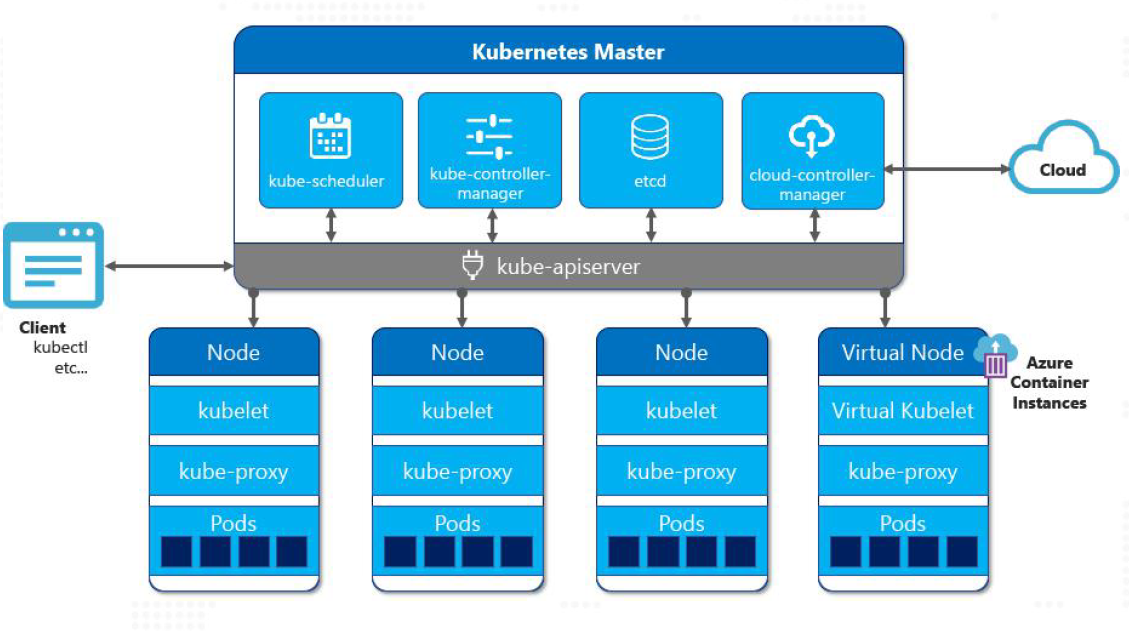 Kubernetes Master
kube-scheduler
kube-controller-
manager
etcd
cloud-controller-
manager
Cloud
kube-apiserver
Client
kubectl
etc...
Node
kubelet
kube-proxy
Pods
Node
kubelet
kube-proxy
Pods
Node
kubelet
kube-proxy
Pods
Virtual Node
Virtual Kubelet
kube-proxy
Pods
Azure
Container
Instances